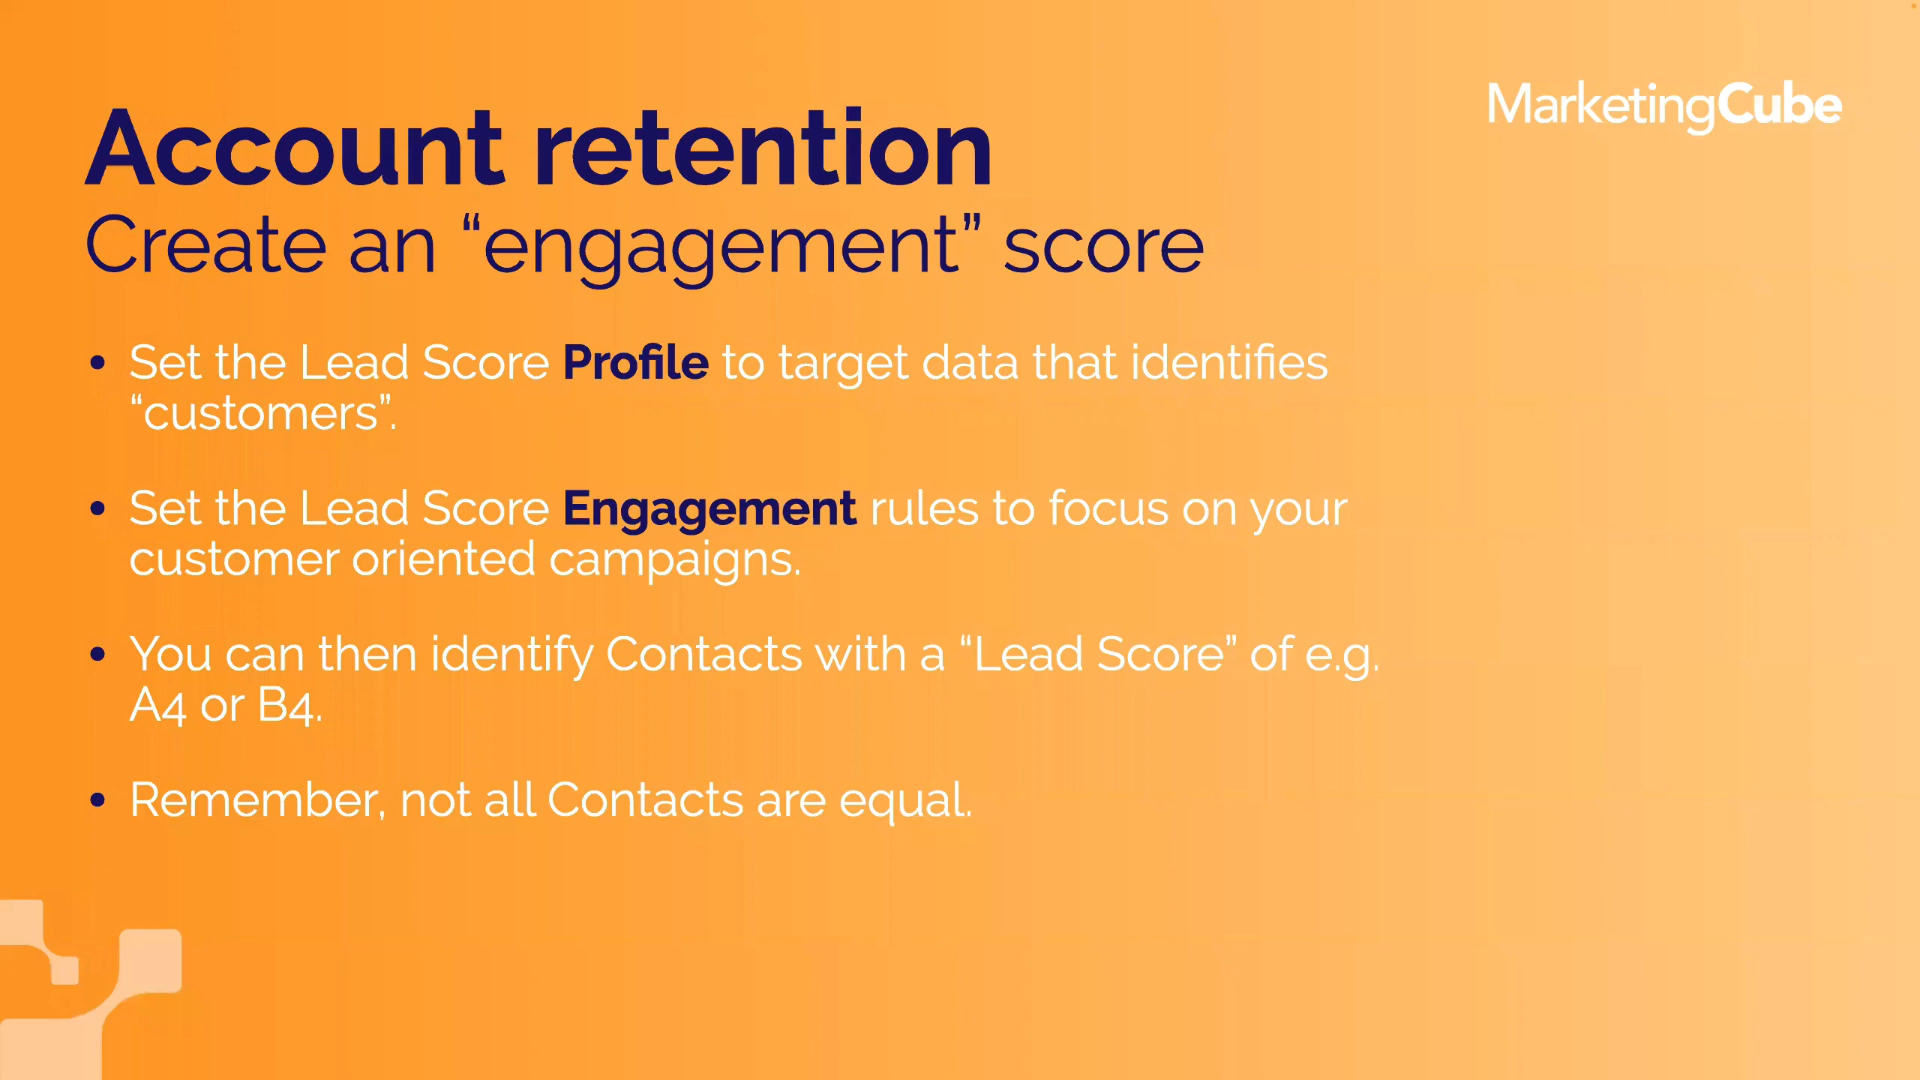 MarketingCube
Account retention
Create an “engagement” score
• Set the Lead Score Profile to target data that identifies
“customers”.
• Set the Lead Score Engagement rules to focus on your
customer oriented campaigns.
• You can then identify Contacts with a “Lead Score” of e.g.
A4 or B4.
• Remember, not all Contacts are equal.